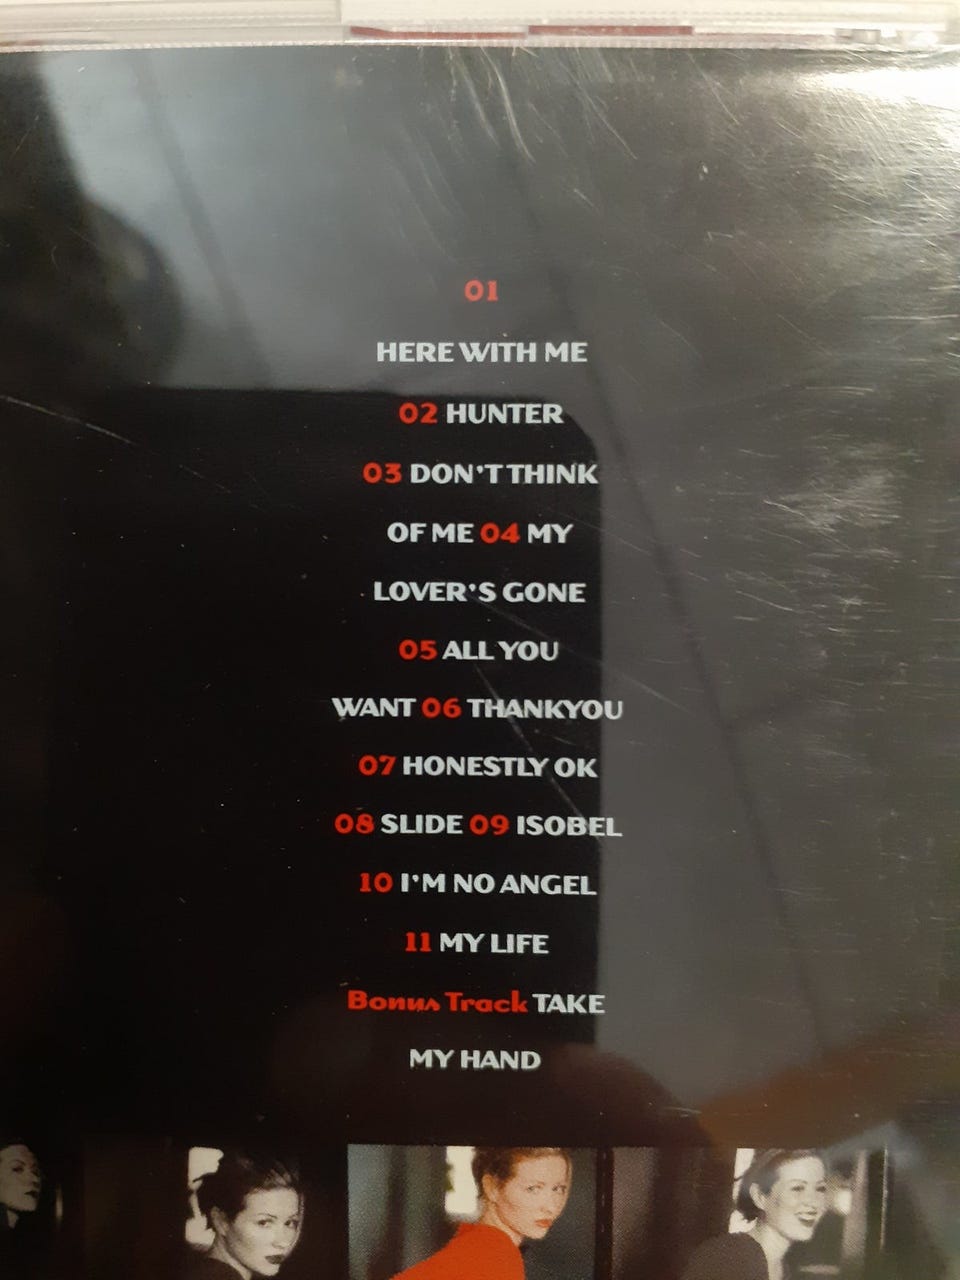 01
HERE WITH ME
02 HUNTER
03 DON'T THINK
OF ME 04 MY
LOVER'S GONE
05 ALL YOU
WANT 06 THANKYOU
07 HONESTLY OK
08 SLIDE 09 ISOBEL
10 I'M NO ANGEL
11 MY LIFE
Bonus Track TAKE
MY HAND